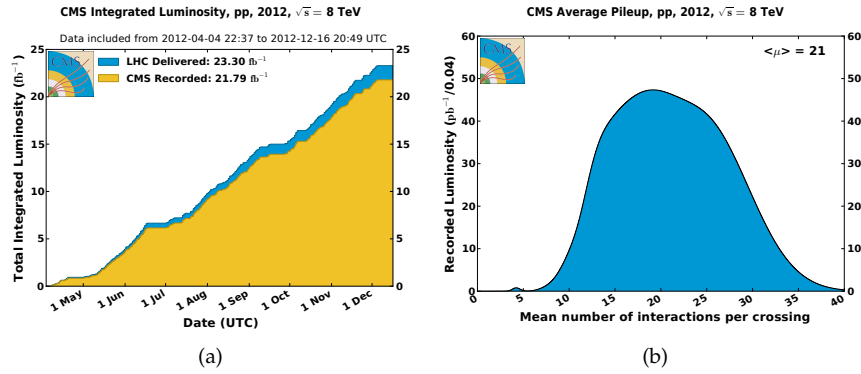 CMS Integrated Luminosity, pp, 2012, √s = 8 TeV
Data included from 2012-04-04 22:37 to 2012-12-16 20:49 UTC
CMS
LHC Delivered: 23.30 fb⁻¹
CMS Recorded: 21.79 fb⁻¹
Total Integrated Luminosity (fb⁻¹)
25 25
20 20
15 15
10 10
5 5
0 0
1 May 1 Jun 1 Jul 1 Aug 1 Sep 1 Oct 1 Nov 1 Dec
Date (UTC)
(a)
CMS Average Pileup, pp, 2012, √s = 8 TeV
CMS
<μ> = 21
Recorded Luminosity (pb⁻¹/0.04)
60 60
50 50
40 40
30 30
20 20
10 10
0 0
0 5 10 15 20 25 30 35 40
Mean number of interactions per crossing
(b)